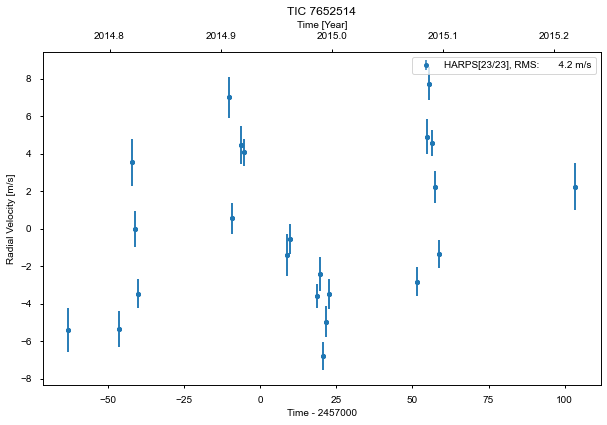 TIC 7652514
Time [Year]
2014.8 2014.9 2015.0 2015.1 2015.2
HARPS[23/23], RMS: 4.2 m/s
8
6
4
2
0
−2
−4
−6
−8
Radial Velocity [m/s]
−50 −25 0 25 50 75 100
Time - 2457000